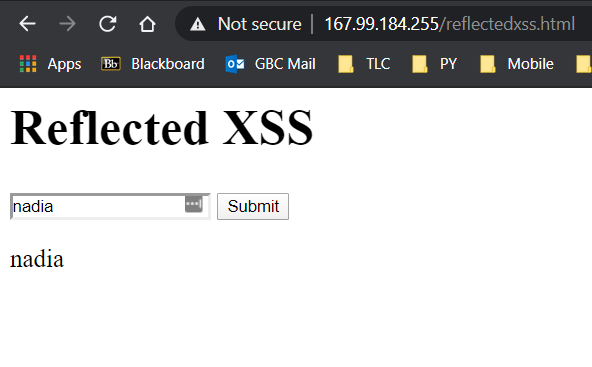 Not secure | 167.99.184.255/reflectedxss.html
Apps Bb Blackboard GBC Mail TLC PY Mobile
Reflected XSS
nadia Submit
nadia